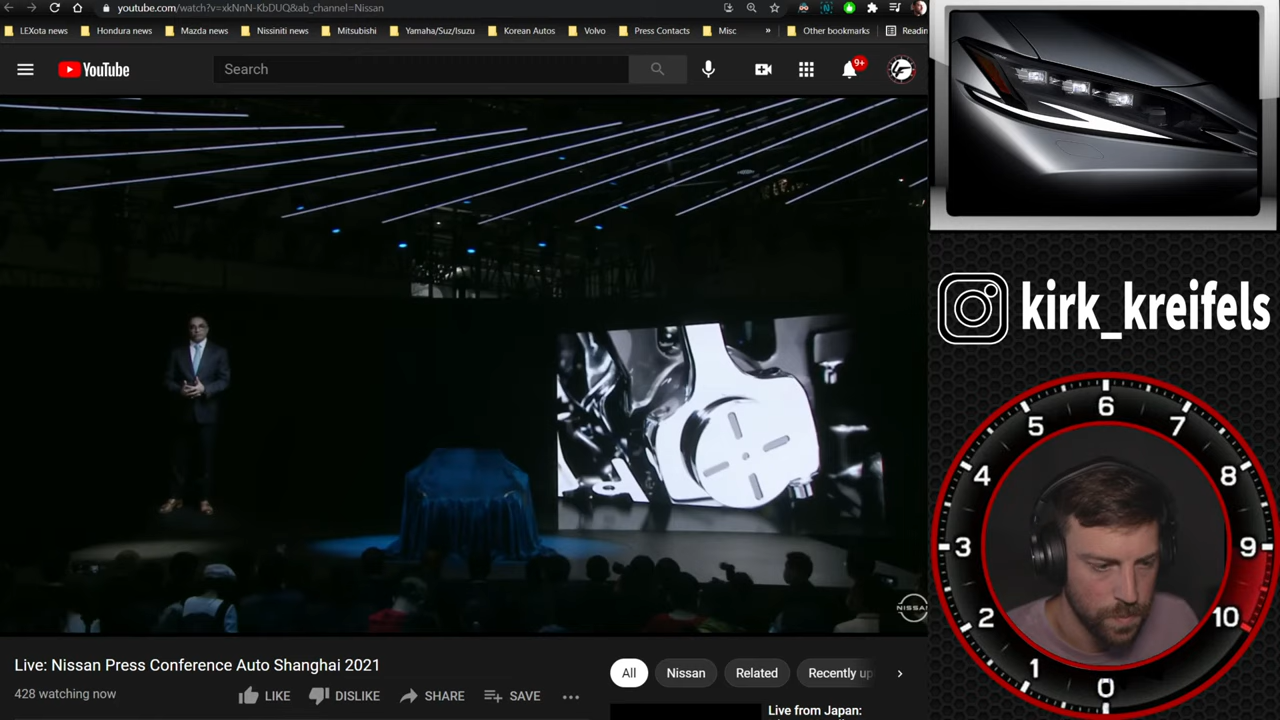 youtube.com/watch?v=xkNnN-KbDUQ&ab_channel=Nissan
LEXota news Hondura news Mazda news Nissiniti news Mitsibishi Yamaha/Suz/Isuzu Korean Autos Volvo Press Contacts Misc » Other bookmarks Readin
YouTube
Search
9+
NISSAN
Live: Nissan Press Conference Auto Shanghai 2021
428 watching now
LIKE DISLIKE SHARE SAVE
All Nissan Related Recently up
Live from Japan:
kirk_kreifels
0 1 2 3 4 5 6 7 8 9 10